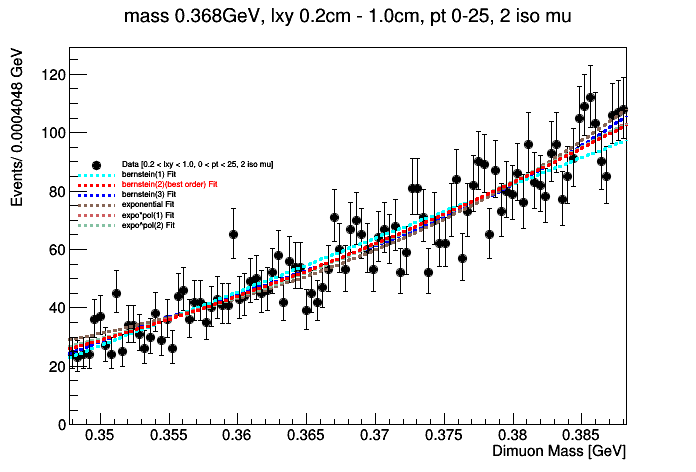 mass 0.368GeV, lxy 0.2cm - 1.0cm, pt 0-25, 2 iso mu
Events/ 0.0004048 GeV
120
100
80
60
40
20
0
Data [0.2 < lxy < 1.0, 0 < pt < 25, 2 iso mu]
bernstein(1) Fit
bernstein(2)(best order) Fit
bernstein(3) Fit
exponential Fit
expo*pol(1) Fit
expo*pol(2) Fit
0.35 0.355 0.36 0.365 0.37 0.375 0.38 0.385
Dimuon Mass [GeV]